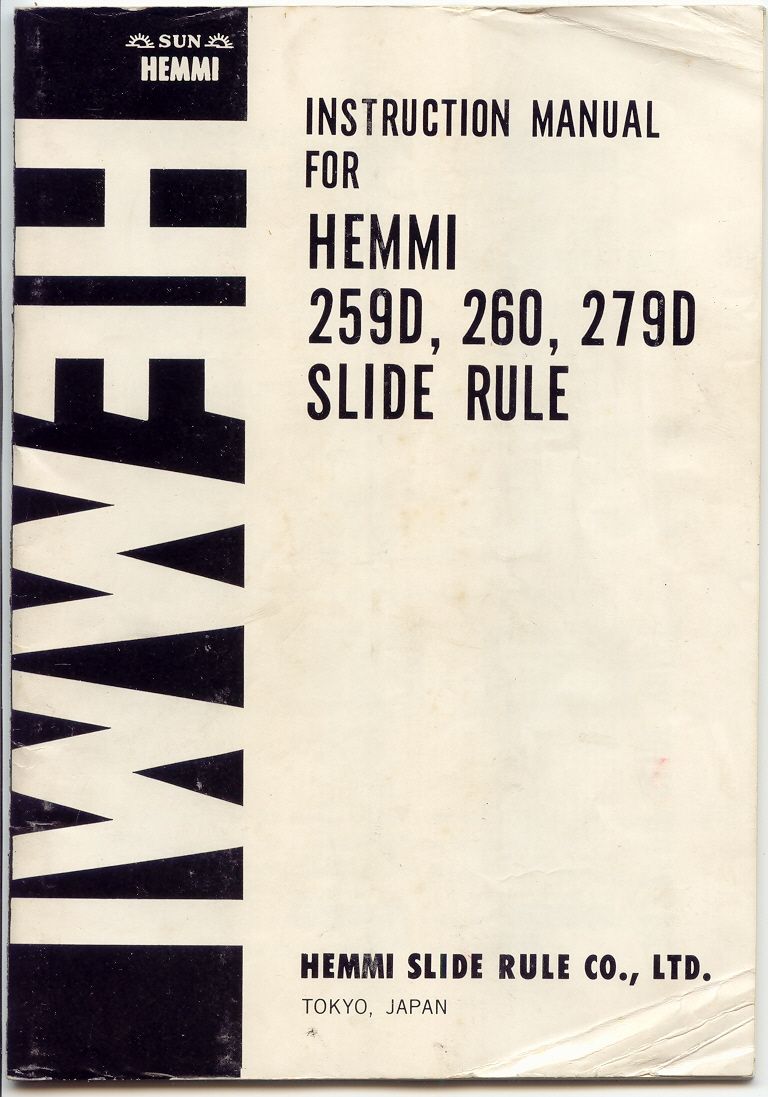 SUN
HEMMI
HEMMI
INSTRUCTION MANUAL
FOR
HEMMI
259D, 260, 279D
SLIDE RULE
HEMMI SLIDE RULE CO., LTD.
TOKYO, JAPAN